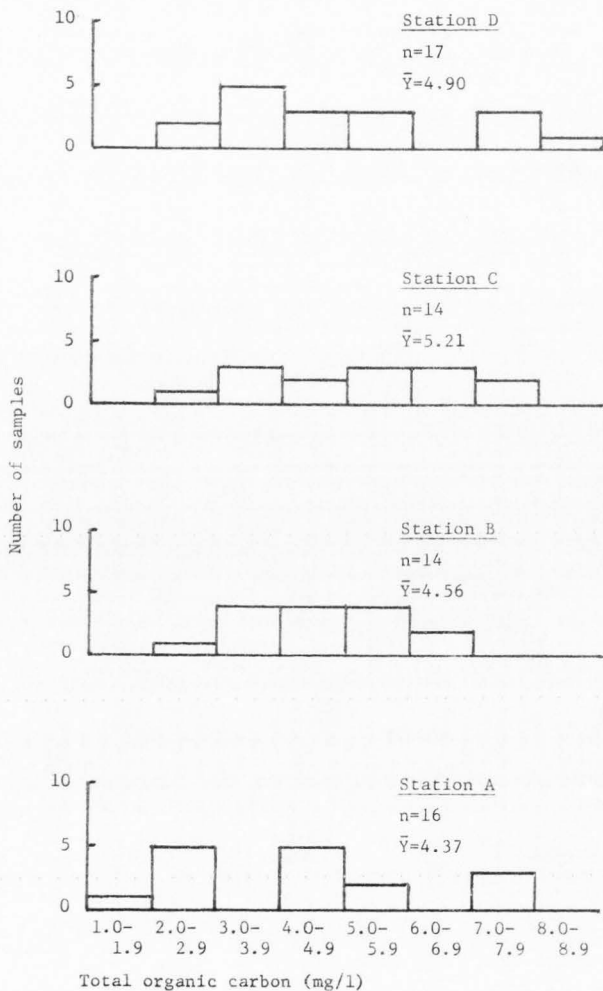 10
5
0
Station D
n=17
Ȳ=4.90
10
5
0
Station C
n=14
Ȳ=5.21
Number of samples
10
5
0
Station B
n=14
Ȳ=4.56
10
5
0
Station A
n=16
Ȳ=4.37
1.0- 2.0- 3.0- 4.0- 5.0- 6.0- 7.0- 8.0-
1.9 2.9 3.9 4.9 5.9 6.9 7.9 8.9
Total organic carbon (mg/l)